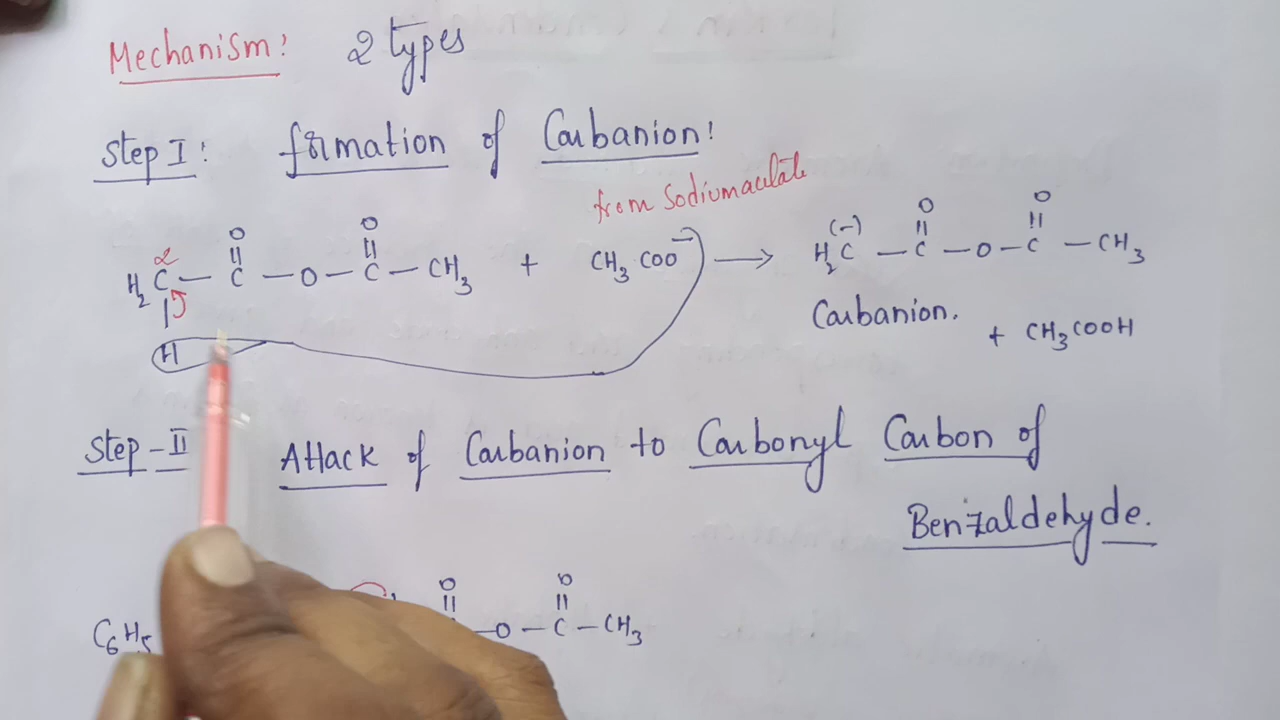 Mechanism: 2 types
Step I: formation of Carbanion!
from Sodiumacetate
α O O (-) O O
H2C — C — O — C — CH3 + CH3COO− → H2C — C — O — C — CH3
H
Carbanion.
+ CH3COOH
Step-II Attack of Carbanion to Carbonyl Carbon of
Benzaldehyde.
O O
C6H5 — O — C — CH3